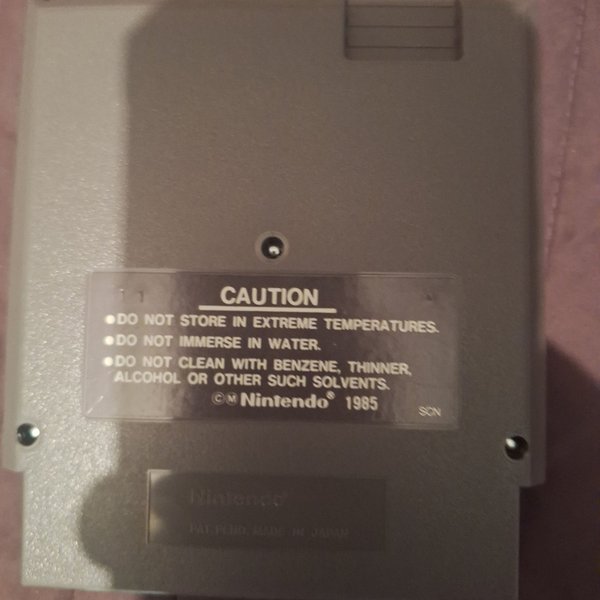 CAUTION
●DO NOT STORE IN EXTREME TEMPERATURES.
●DO NOT IMMERSE IN WATER.
●DO NOT CLEAN WITH BENZENE, THINNER,
ALCOHOL OR OTHER SUCH SOLVENTS.
ⒸⓂ Nintendo® 1985
SCN
Nintendo®
PAT. PEND. MADE IN JAPAN